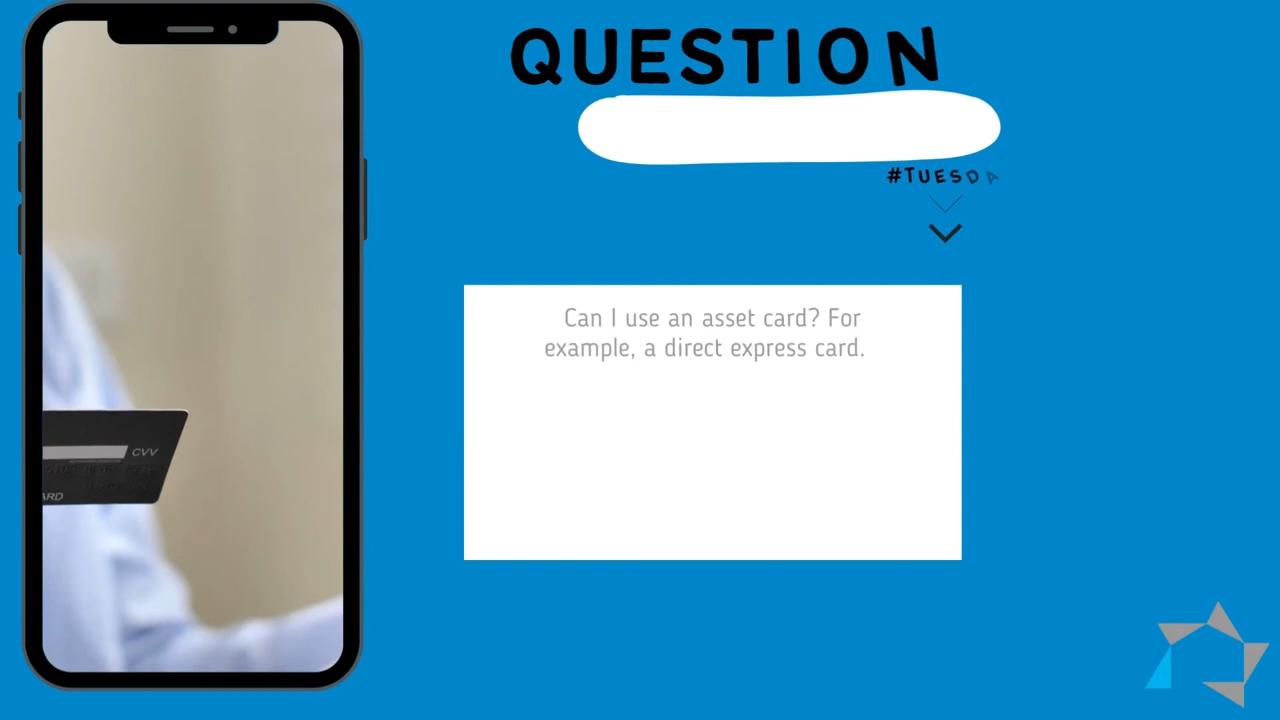 QUESTION
#TUESDA
Can I use an asset card? For
example, a direct express card.
CVV
ARD